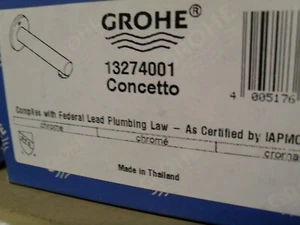 GROHE®
13274001
Concetto
4 005176
Complies with Federal Lead Plumbing Law – As Certified by IAPMO
chrome chromé croma
Made in Thailand